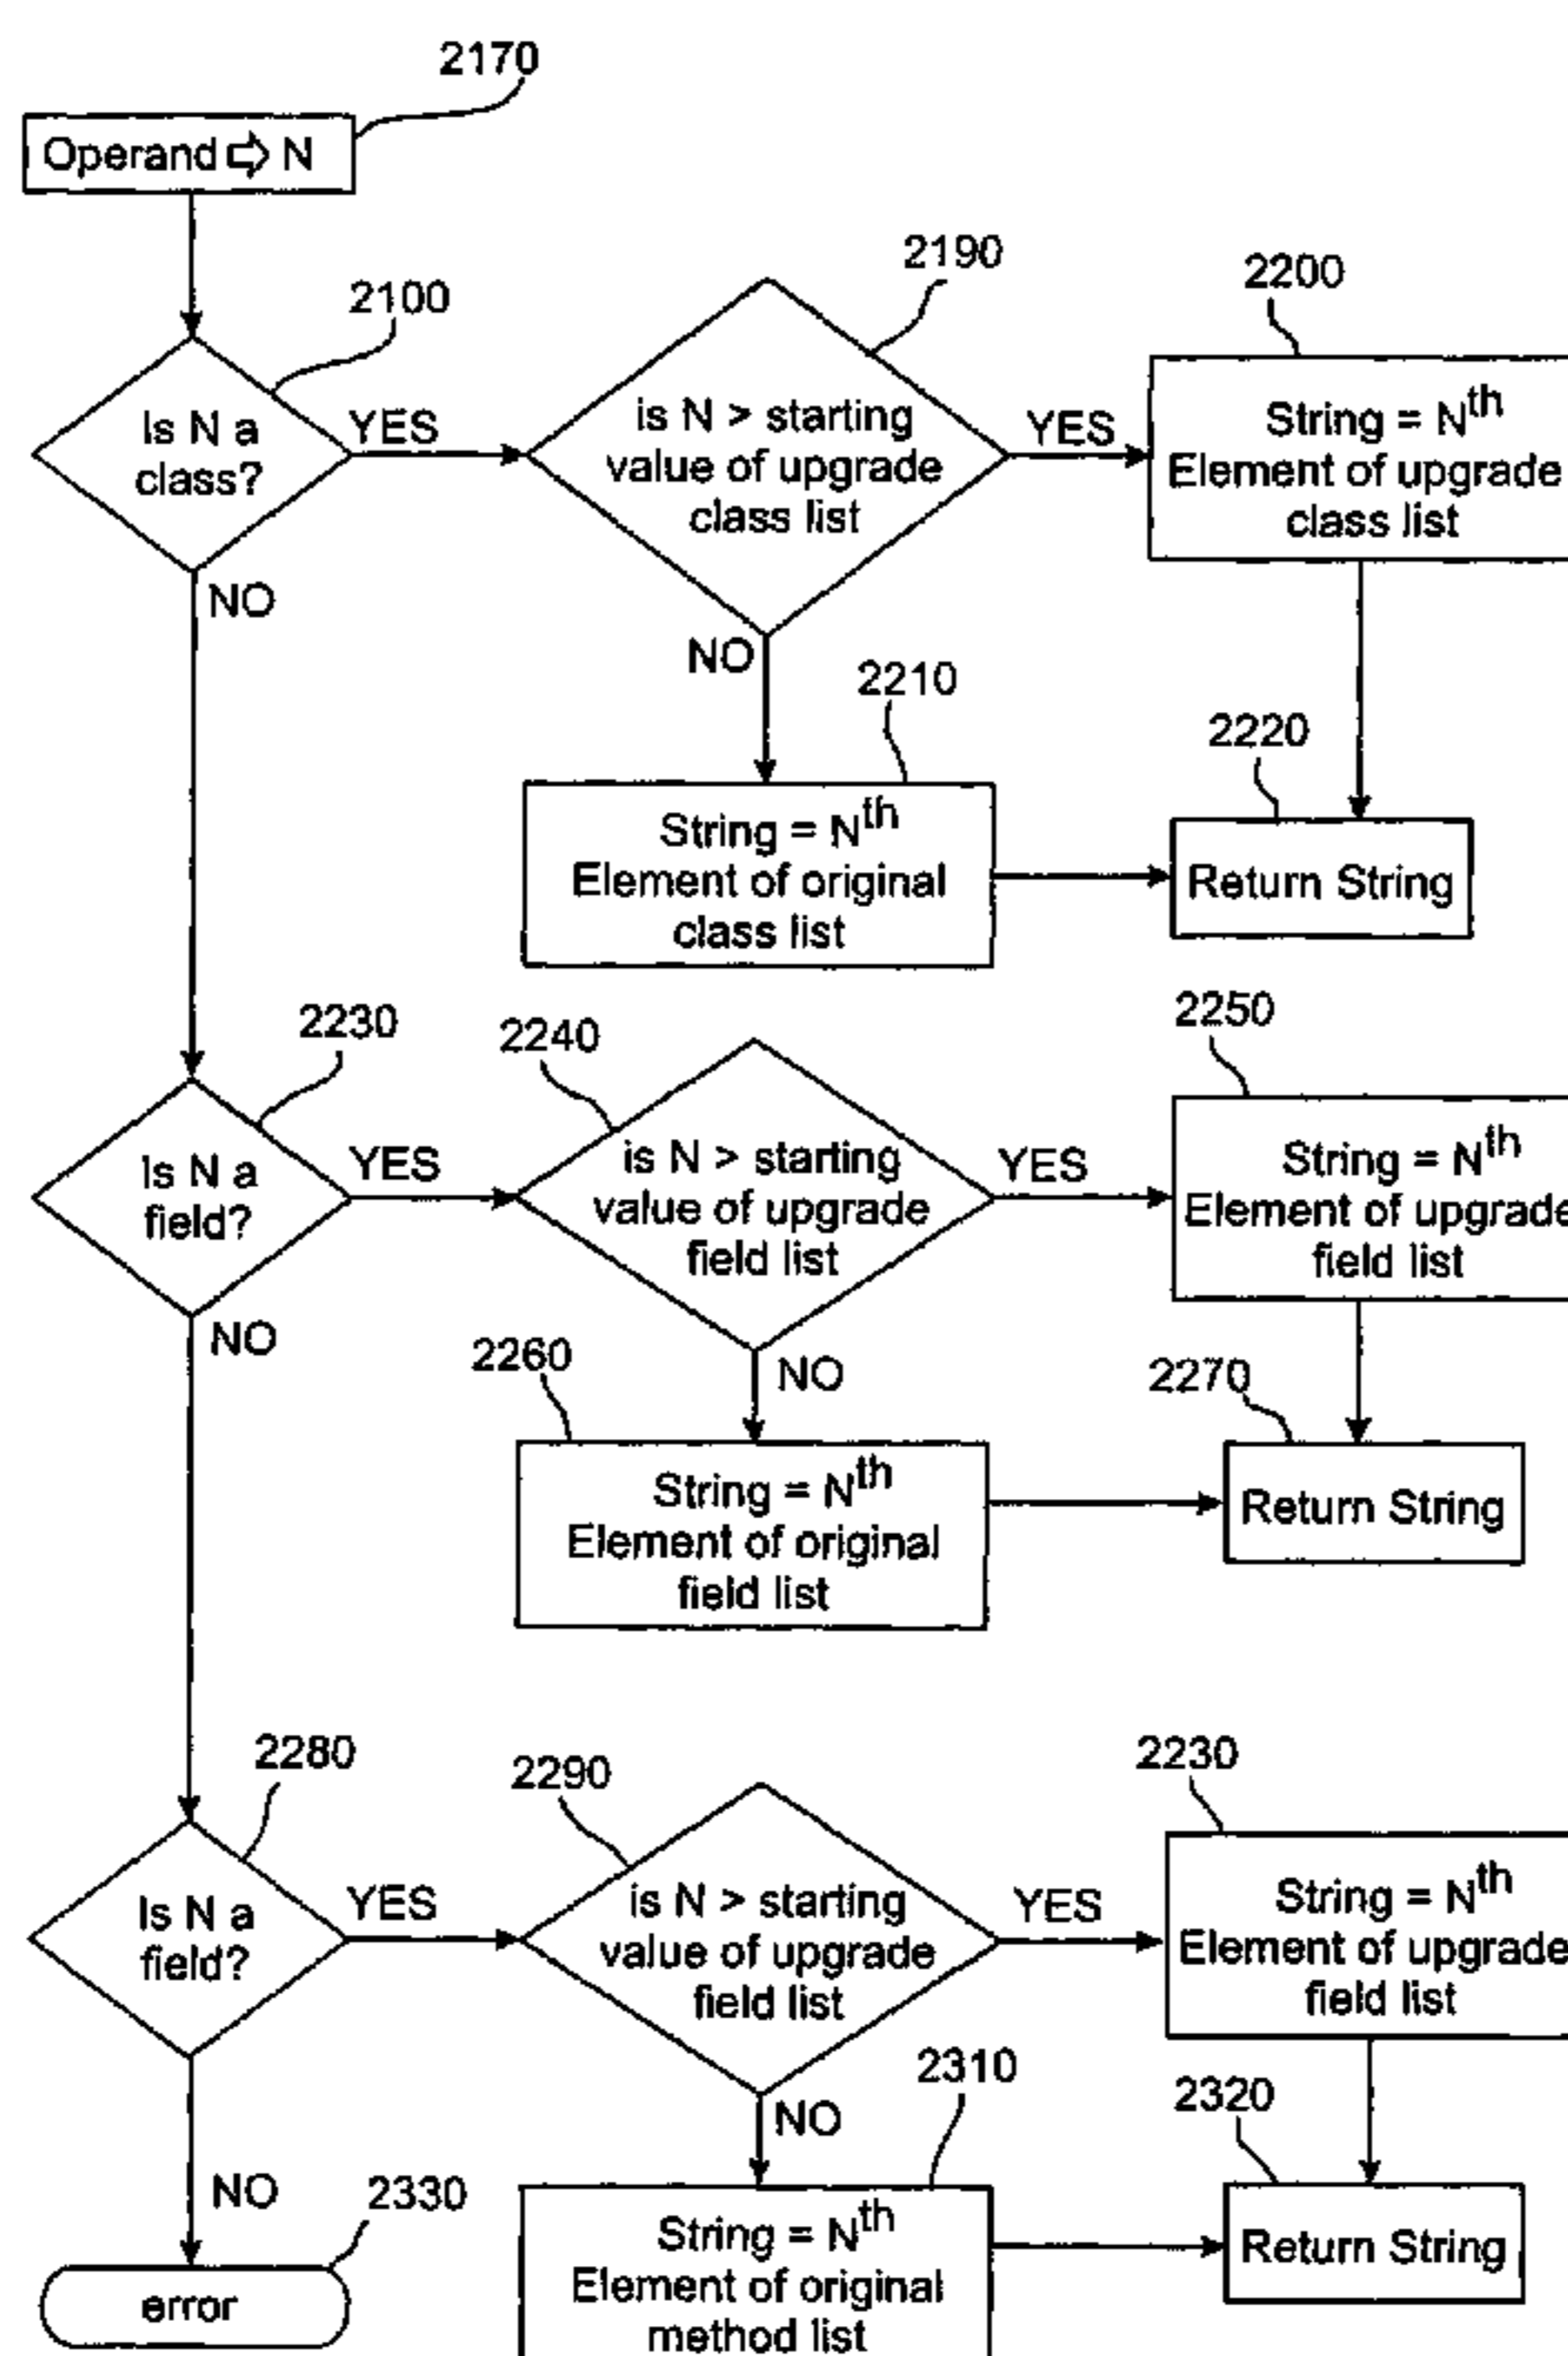 2170
Operand ⇨ N
2100
Is N a
class?
YES
NO
2190
is N > starting
value of upgrade
class list
YES
NO
2200
String = Nth
Element of upgrade
class list
2210
String = Nth
Element of original
class list
2220
Return String
2230
Is N a
field?
YES
NO
2240
is N > starting
value of upgrade
field list
YES
NO
2250
String = Nth
Element of upgrade
field list
2260
String = Nth
Element of original
field list
2270
Return String
2280
Is N a
field?
YES
NO
2290
is N > starting
value of upgrade
field list
YES
NO
2230
String = Nth
Element of upgrade
field list
2310
String = Nth
Element of original
method list
2320
Return String
2330
error